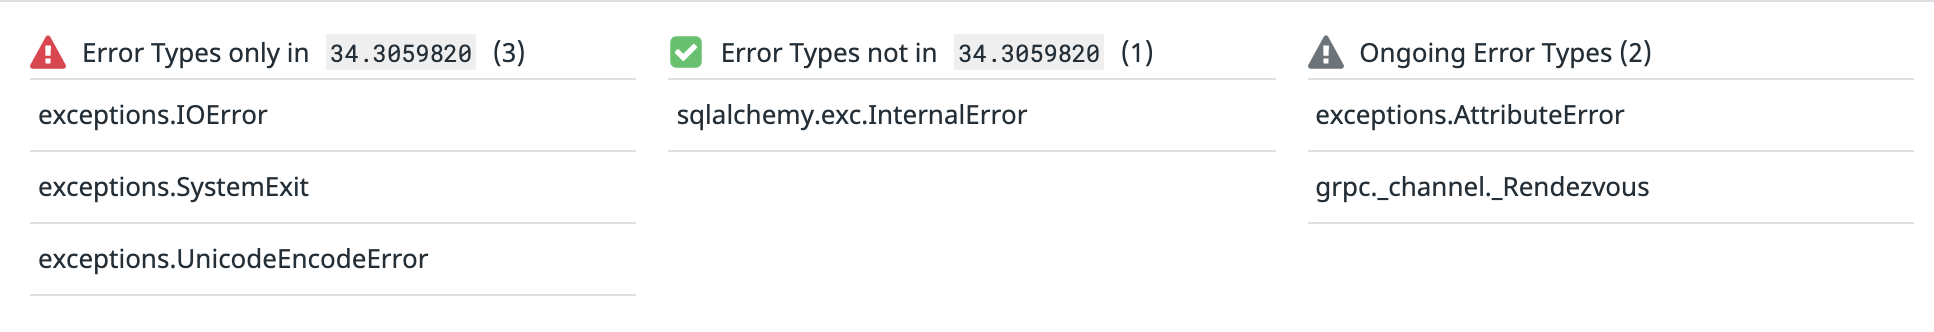 Error Types only in 34.3059820 (3)
exceptions.IOError
exceptions.SystemExit
exceptions.UnicodeEncodeError
Error Types not in 34.3059820 (1)
sqlalchemy.exc.InternalError
Ongoing Error Types (2)
exceptions.AttributeError
grpc._channel._Rendezvous